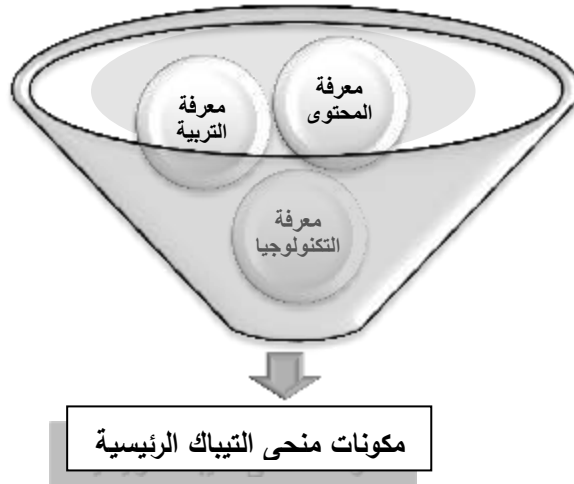 معرفة
المحتوى
معرفة
التربية
معرفة
التكنولوجيا
مكونات منحى التيباك الرئيسية